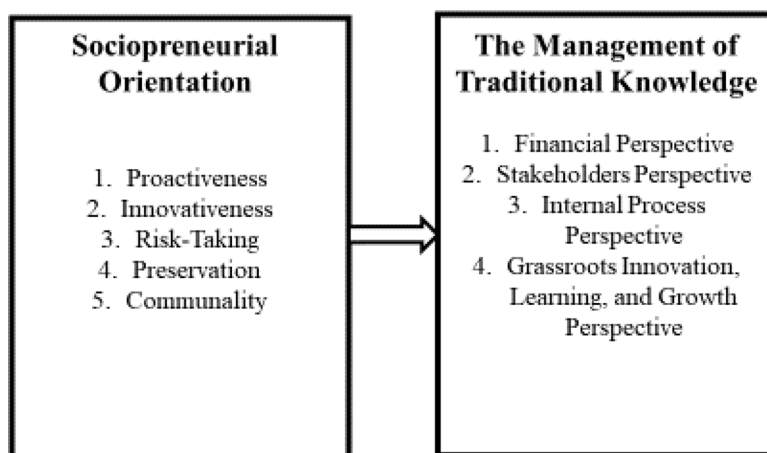 Sociopreneurial
Orientation
1. Proactiveness
2. Innovativeness
3. Risk-Taking
4. Preservation
5. Communality
The Management of
Traditional Knowledge
1. Financial Perspective
2. Stakeholders Perspective
3. Internal Process
Perspective
4. Grassroots Innovation,
Learning, and Growth
Perspective